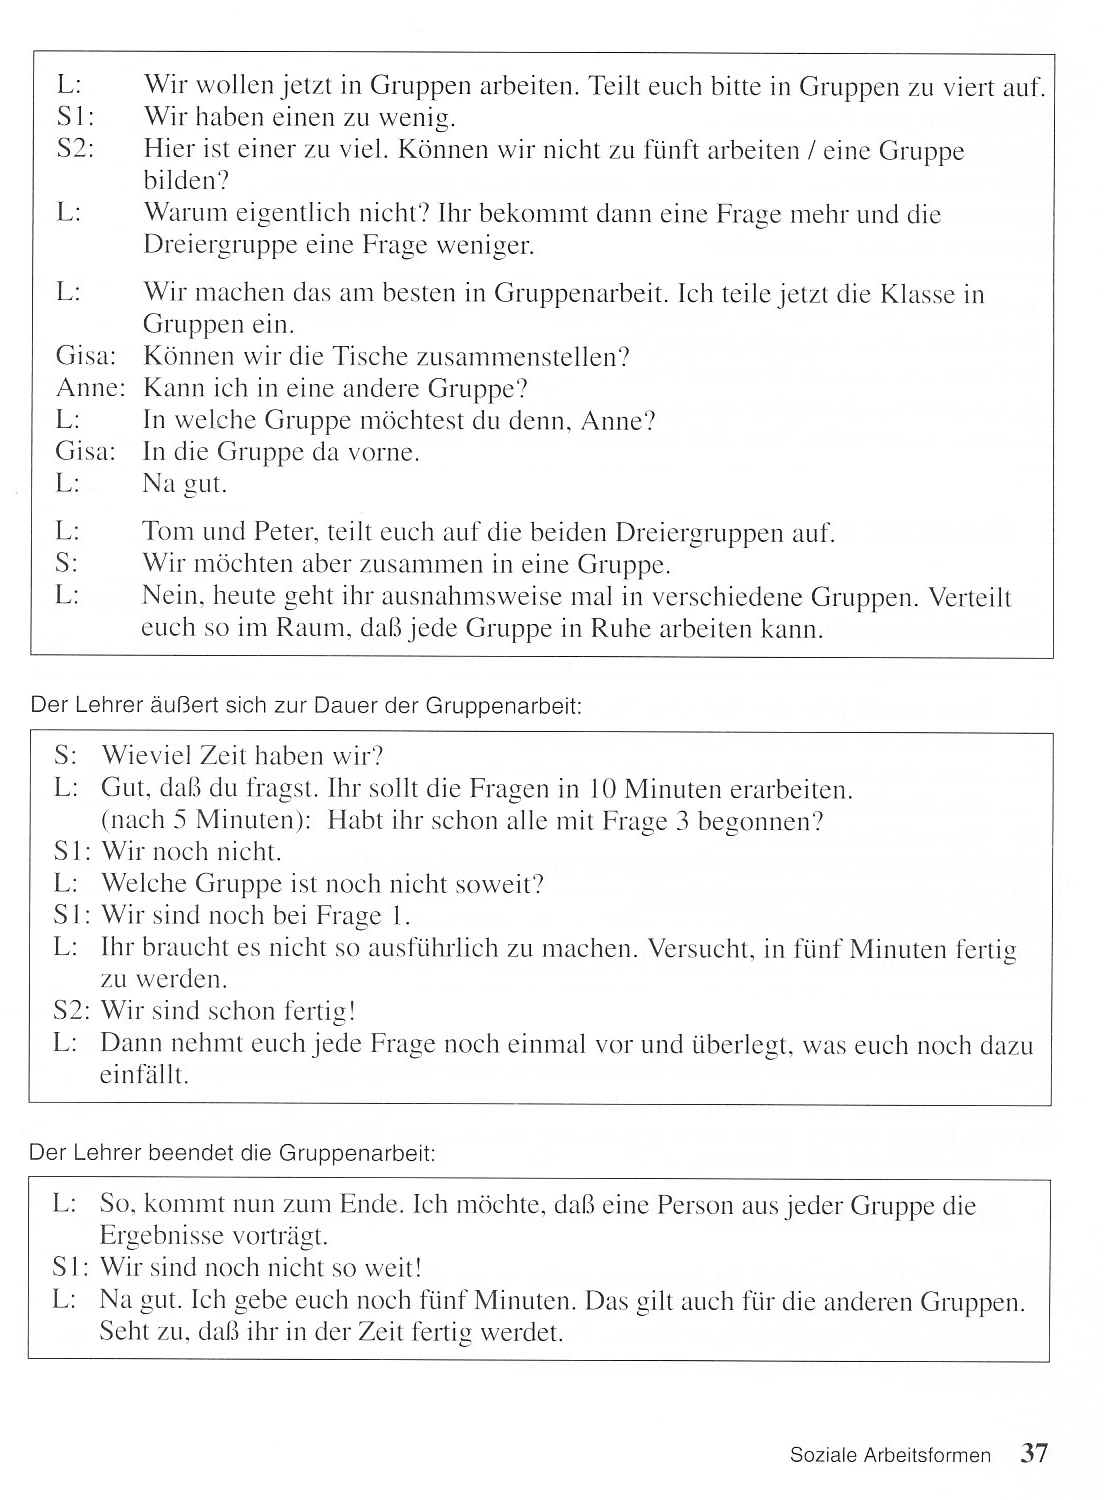 L: Wir wollen jetzt in Gruppen arbeiten. Teilt euch bitte in Gruppen zu viert auf.
S1: Wir haben einen zu wenig.
S2: Hier ist einer zu viel. Können wir nicht zu fünft arbeiten / eine Gruppe
bilden?
L: Warum eigentlich nicht? Ihr bekommt dann eine Frage mehr und die
Dreiergruppe eine Frage weniger.
L: Wir machen das am besten in Gruppenarbeit. Ich teile jetzt die Klasse in
Gruppen ein.
Gisa: Können wir die Tische zusammenstellen?
Anne: Kann ich in eine andere Gruppe?
L: In welche Gruppe möchtest du denn, Anne?
Gisa: In die Gruppe da vorne.
L: Na gut.
L: Tom und Peter, teilt euch auf die beiden Dreiergruppen auf.
S: Wir möchten aber zusammen in eine Gruppe.
L: Nein, heute geht ihr ausnahmsweise mal in verschiedene Gruppen. Verteilt
euch so im Raum, daß jede Gruppe in Ruhe arbeiten kann.
Der Lehrer äußert sich zur Dauer der Gruppenarbeit:
S: Wieviel Zeit haben wir?
L: Gut, daß du fragst. Ihr sollt die Fragen in 10 Minuten erarbeiten.
(nach 5 Minuten): Habt ihr schon alle mit Frage 3 begonnen?
S1: Wir noch nicht.
L: Welche Gruppe ist noch nicht soweit?
S1: Wir sind noch bei Frage 1.
L: Ihr braucht es nicht so ausführlich zu machen. Versucht, in fünf Minuten fertig
zu werden.
S2: Wir sind schon fertig!
L: Dann nehmt euch jede Frage noch einmal vor und überlegt, was euch noch dazu
einfällt.
Der Lehrer beendet die Gruppenarbeit:
L: So, kommt nun zum Ende. Ich möchte, daß eine Person aus jeder Gruppe die
Ergebnisse vorträgt.
S1: Wir sind noch nicht so weit!
L: Na gut. Ich gebe euch noch fünf Minuten. Das gilt auch für die anderen Gruppen.
Seht zu, daß ihr in der Zeit fertig werdet.
Soziale Arbeitsformen 37